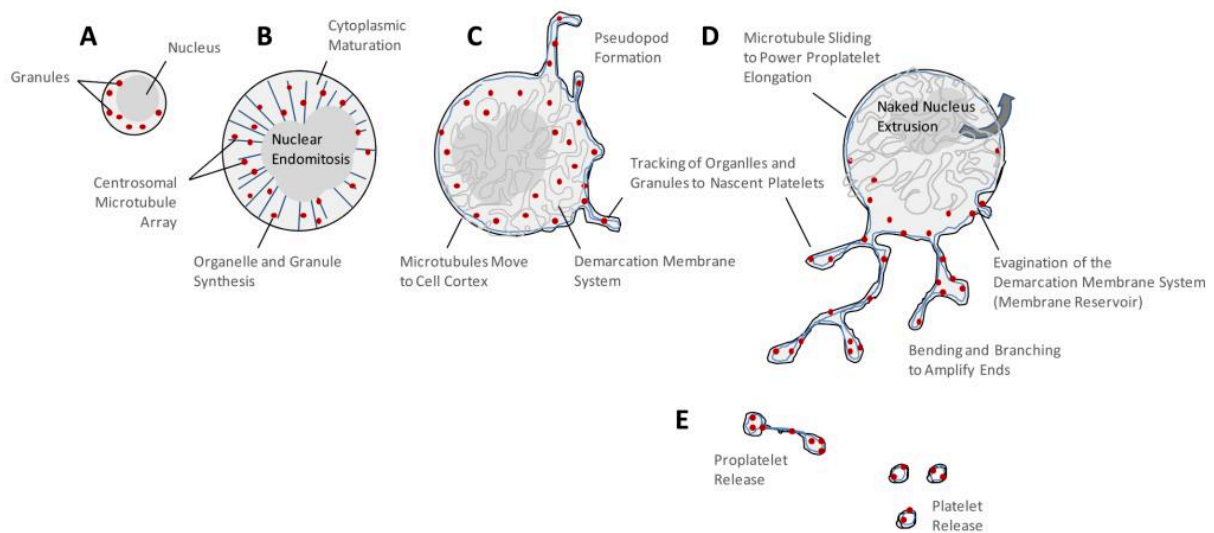 A
Nucleus
Granules
B
Cytoplasmic
Maturation
Nuclear
Endomitosis
Centrosomal
Microtubule
Array
Organelle and Granule
Synthesis
C
Pseudopod
Formation
Microtubules Move
to Cell Cortex
Demarcation Membrane
System
D
Microtubule Sliding
to Power Proplatelet
Elongation
Naked Nucleus
Extrusion
Tracking of Organlles and
Granules to Nascent Platelets
Evagination of the
Demarcation Membrane System
(Membrane Reservoir)
Bending and Branching
to Amplify Ends
E
Proplatelet
Release
Platelet
Release